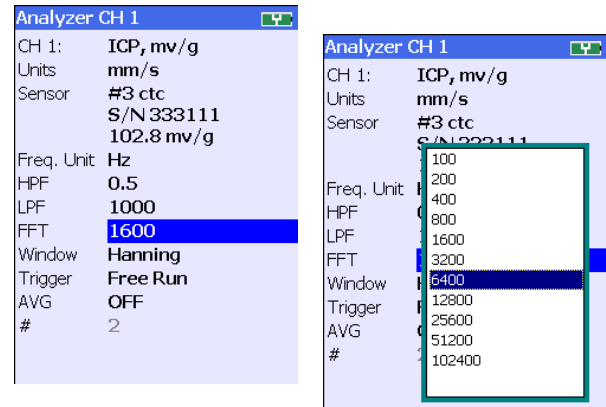 Analyzer CH 1
CH 1: ICP, mv/g
Units mm/s
Sensor #3 ctc
S/N 333111
102.8 mv/g
Freq. Unit Hz
HPF 0.5
LPF 1000
FFT 1600
Window Hanning
Trigger Free Run
AVG OFF
# 2
Analyzer CH 1
CH 1: ICP, mv/g
Units mm/s
Sensor #3 ctc
S/N 333111
Freq. Unit
HPF
LPF
FFT
Window
Trigger
AVG
#
100
200
400
800
1600
3200
6400
12800
25600
51200
102400